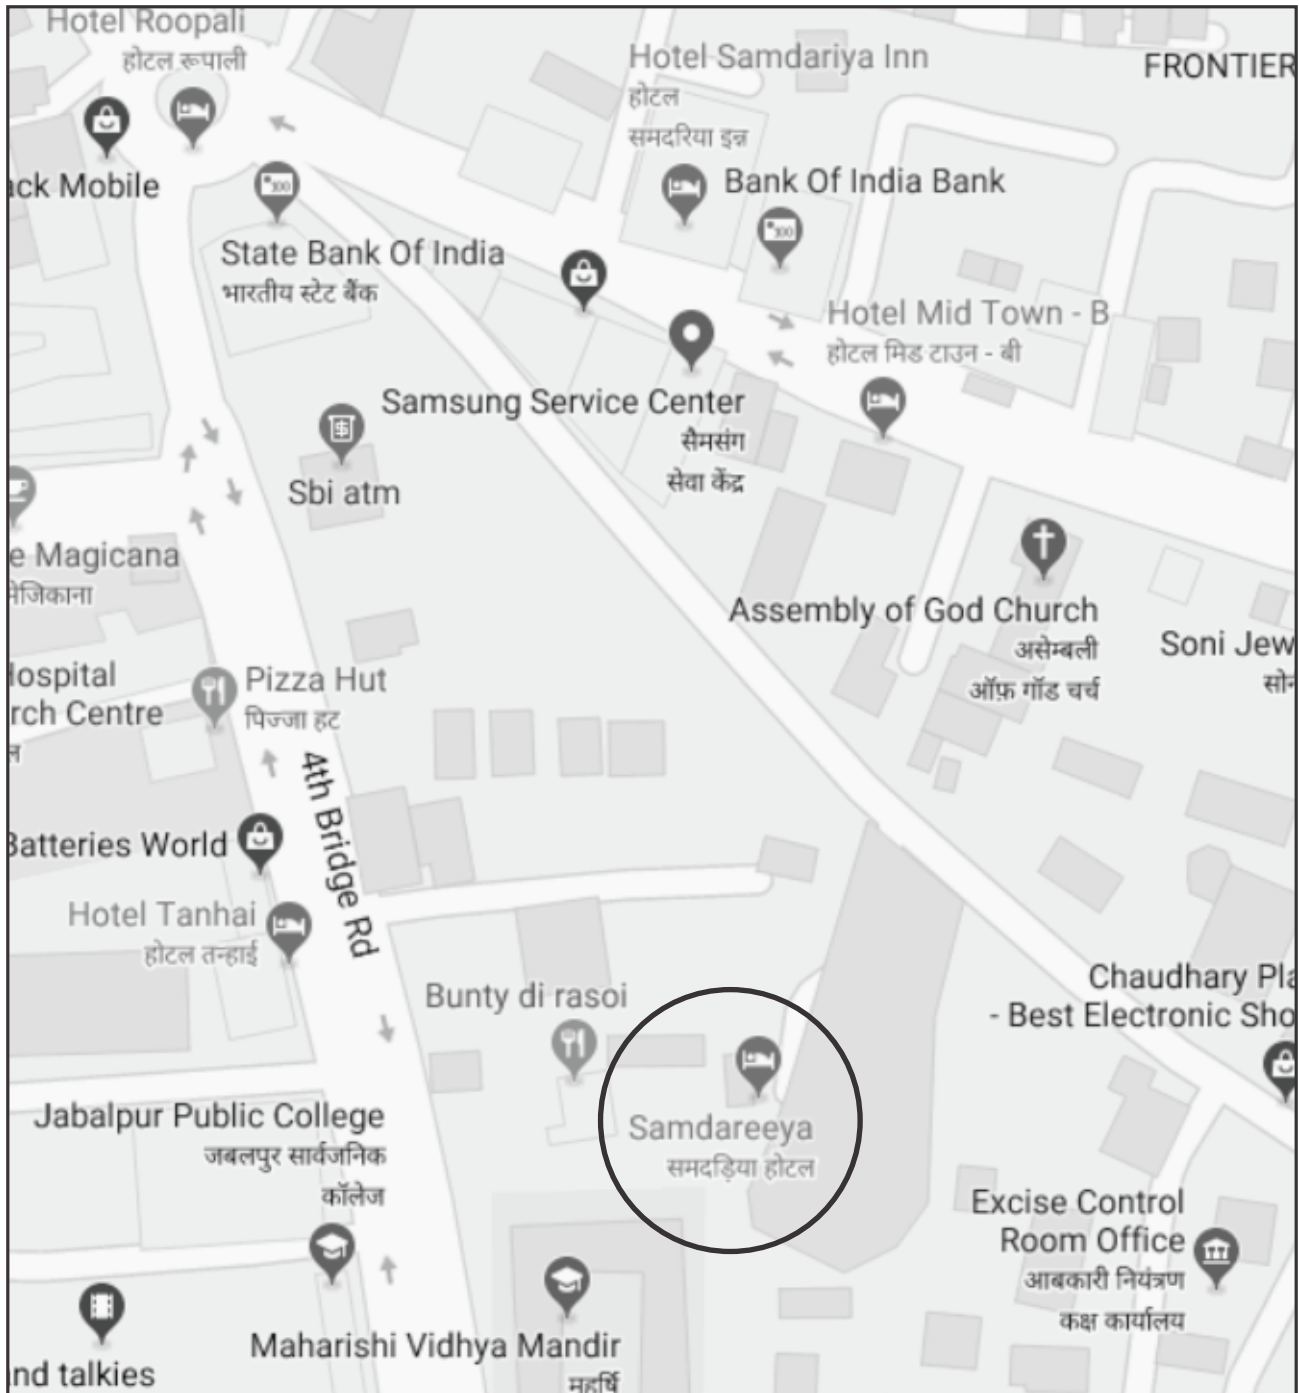 Hotel Roopali
होटल रूपाली
Hotel Samdariya Inn
होटल
समदरिया इन्न
FRONTIER
ack Mobile
Bank Of India Bank
State Bank Of India
भारतीय स्टेट बैंक
Hotel Mid Town - B
होटल मिड टाउन - बी
Samsung Service Center
सैमसंग
सेवा केंद्र
Sbi atm
e Magicana
मेजिकाना
Assembly of God Church
असेम्बली
ऑफ़ गॉड चर्च
Soni Jew
सोन
Hospital
rch Centre
ल
Pizza Hut
पिज्जा हट
4th Bridge Rd
Batteries World
Hotel Tanhai
होटल तन्हाई
Bunty di rasoi
Chaudhary Pla
- Best Electronic Sho
Samdareeya
समदड़िया होटल
Jabalpur Public College
जबलपुर सार्वजनिक
कॉलेज
Excise Control
Room Office
आबकारी नियंत्रण
कक्ष कार्यालय
Maharishi Vidhya Mandir
महर्षि
and talkies